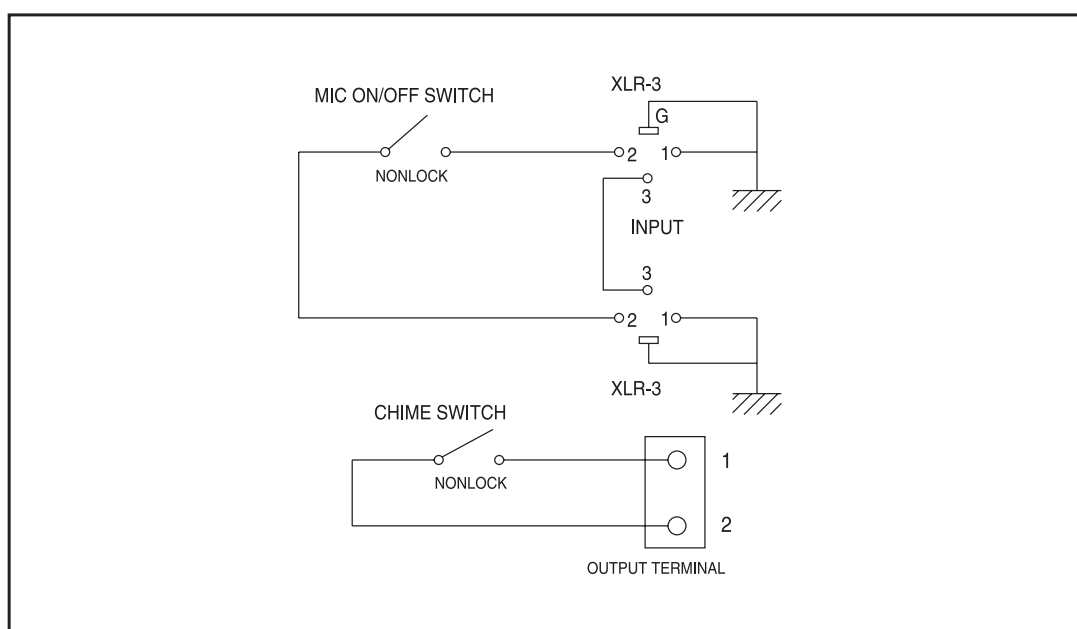 XLR-3
MIC ON/OFF SWITCH
G
2 1
NONLOCK
3
INPUT
3
2 1
XLR-3
CHIME SWITCH
1
NONLOCK
2
OUTPUT TERMINAL